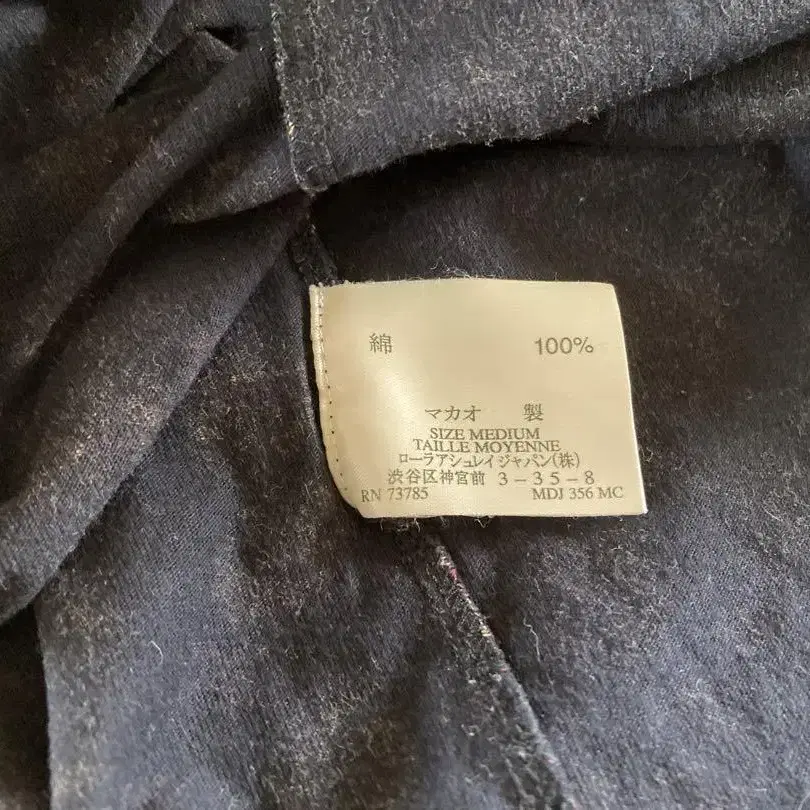 綿 100%
マカオ 製
SIZE MEDIUM
TAILLE MOYENNE
ローラアシュレイジャパン(株)
渋谷区神宮前 3-35-8
RN 73785 MDJ 356 MC